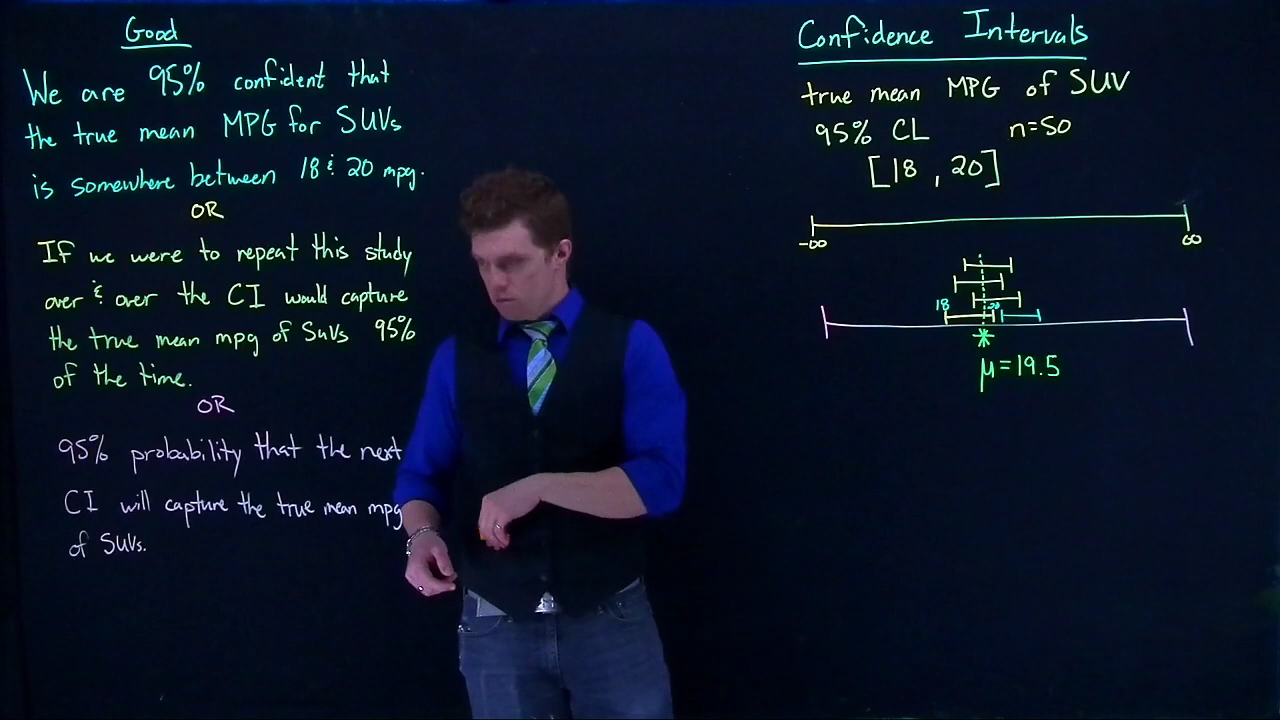 Good
We are 95% confident that
the true mean MPG for SUVs
is somewhere between 18 & 20 mpg.
OR
If we were to repeat this study
over & over the CI would capture
the true mean mpg of SUVs 95%
of the time.
OR
95% probability that the next
CI will capture the true mean mpg
of SUVs.
Confidence Intervals
true mean MPG of SUV
95% CL n=50
[18, 20]
-∞ ∞
18 20
μ=19.5